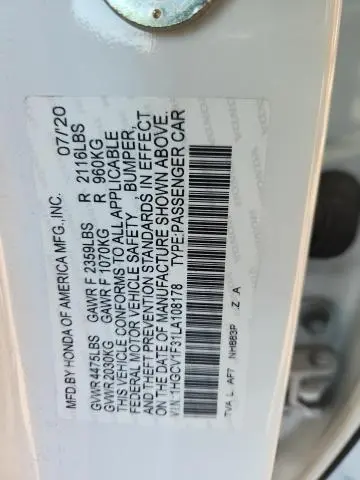 MFD.BY HONDA OF AMERICA MFG.,INC. 07/'20
GVWR 4475LBS GAWR F 2359LBS R 2116LBS
GVWR 2030KG GAWR F 1070KG R 960KG
THIS VEHICLE CONFORMS TO ALL APPLICABLE
FEDERAL MOTOR VEHICLE SAFETY, BUMPER,
AND THEFT PREVENTION STANDARDS IN EFFECT
ON THE DATE OF MANUFACTURE SHOWN ABOVE.
V.I.N.:1HGCV1F31LA108178 TYPE:PASSENGER CAR
TVA L AF7 NH883P Z A